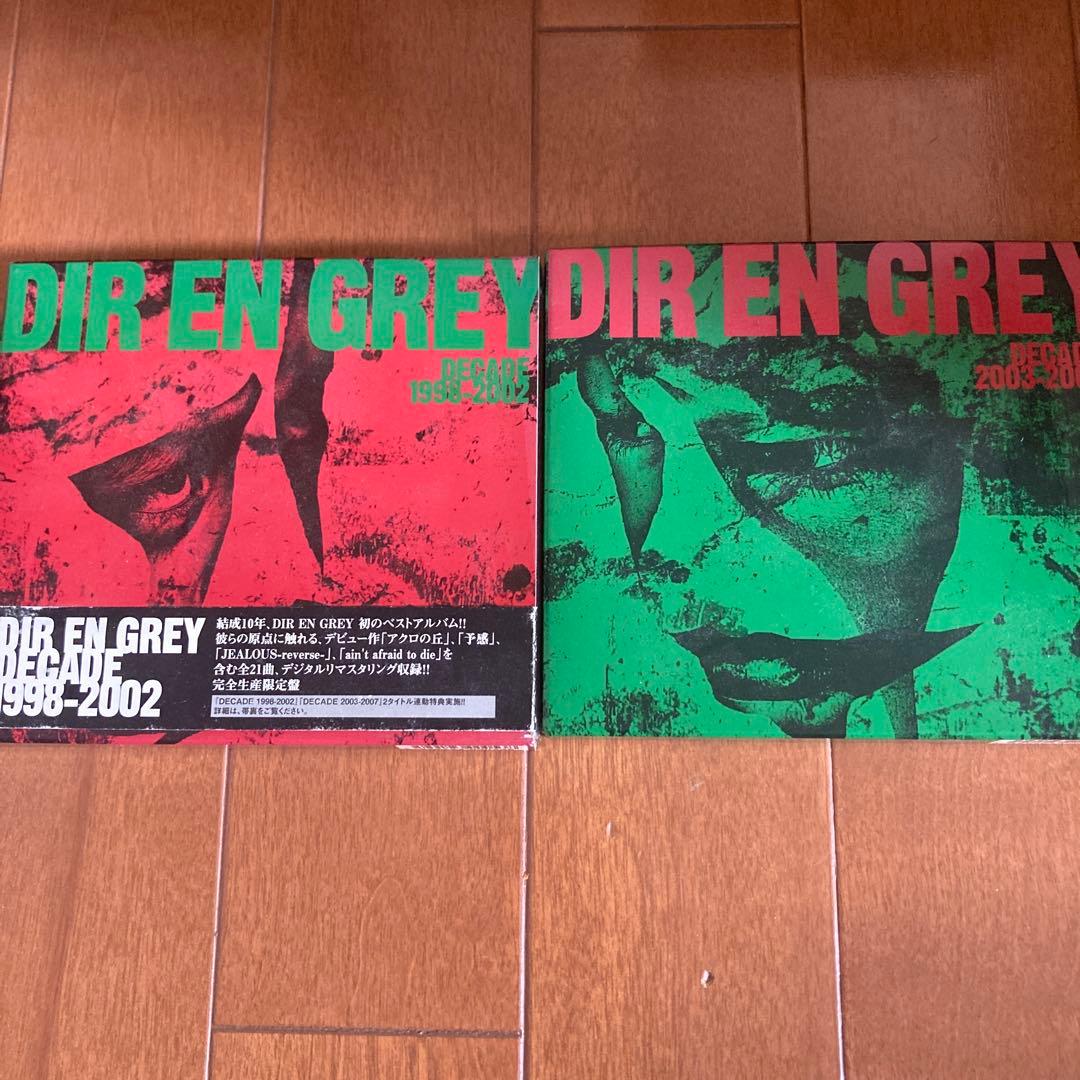 DIR EN GREY
DECADE
1998-2002
DIR EN GREY
DECADE
1998-2002
結成10年、DIR EN GREY 初のベストアルバム!!
彼らの原点に触れる、デビュー作「アクロの丘」、「予感」、
「JEALOUS-reverse-」、「ain't afraid to die」を
含む全21曲、デジタルリマスタリング収録!!
完全生産限定盤
「DECADE 1998-2002」「DECADE 2003-2007」2タイトル連動特典実施!!
詳細は、帯裏をご覧ください。
DIR EN GREY
DECAD
2003-200